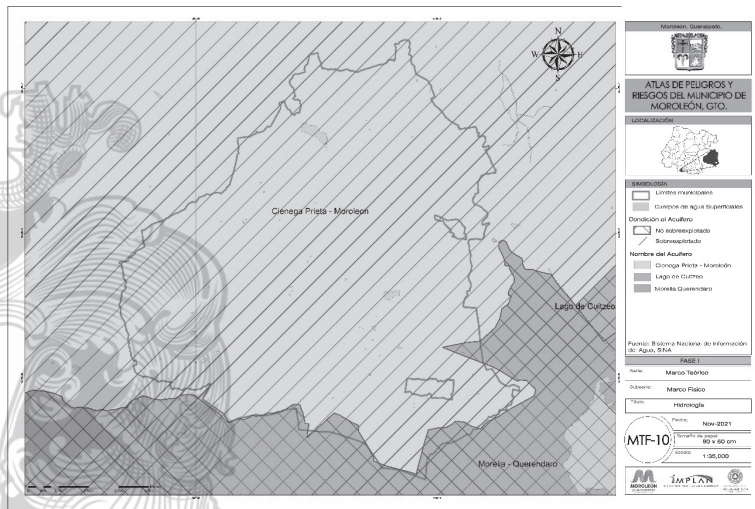 N
W
E
S
Cienega Prieta - Moroleon
Lago de Cuitzeo
Morelia - Querendaro
Moroleón, Guanajuato.
ATLAS DE PELIGROS Y
RIESGOS DEL MUNICIPIO DE
MOROLEÓN, GTO.
LOCALIZACIÓN
SIMBOLOGÍA
Límites municipales
Cuerpos de agua Superficiales
Condición el Acuífero
No sobreexplotado
Sobreexplotado
Nombre del Acuífero
Cienega Prieta - Moroleón
Lago de Cuitzeo
Morelia Querendaro
Fuente: Sistema Nacional de Información
del Agua, SINA
FASE I
Serie:
Marco Teórico
Subserie:
Marco Físico
Título:
Hidrología
MTF-10
Fecha:
Nov-2021
Tamaño de papel:
90 x 60 cm
Escala:
1:35,000
MOROLEÓN
IMPLAN